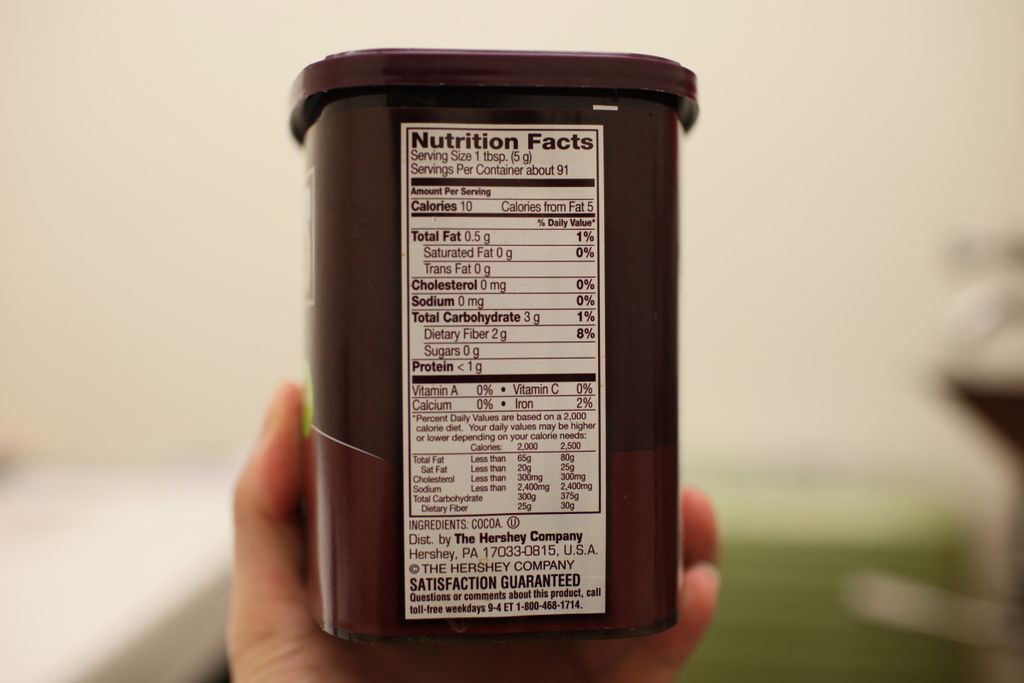 Nutrition Facts
Serving Size 1 tbsp. (5 g)
Servings Per Container about 91
Amount Per Serving
Calories 10 Calories from Fat 5
% Daily Value*
Total Fat 0.5 g 1%
Saturated Fat 0 g 0%
Trans Fat 0 g
Cholesterol 0 mg 0%
Sodium 0 mg 0%
Total Carbohydrate 3 g 1%
Dietary Fiber 2 g 8%
Sugars 0 g
Protein < 1 g
Vitamin A 0% • Vitamin C 0%
Calcium 0% • Iron 2%
*Percent Daily Values are based on a 2,000
calorie diet. Your daily values may be higher
or lower depending on your calorie needs:
Calories: 2,000 2,500
Total Fat Less than 65g 80g
Sat Fat Less than 20g 25g
Cholesterol Less than 300mg 300mg
Sodium Less than 2,400mg 2,400mg
Total Carbohydrate 300g 375g
Dietary Fiber 25g 30g
INGREDIENTS: COCOA. Ⓤ
Dist. by The Hershey Company
Hershey, PA 17033-0815, U.S.A.
© THE HERSHEY COMPANY
SATISFACTION GUARANTEED
Questions or comments about this product, call
toll-free weekdays 9-4 ET 1-800-468-1714.